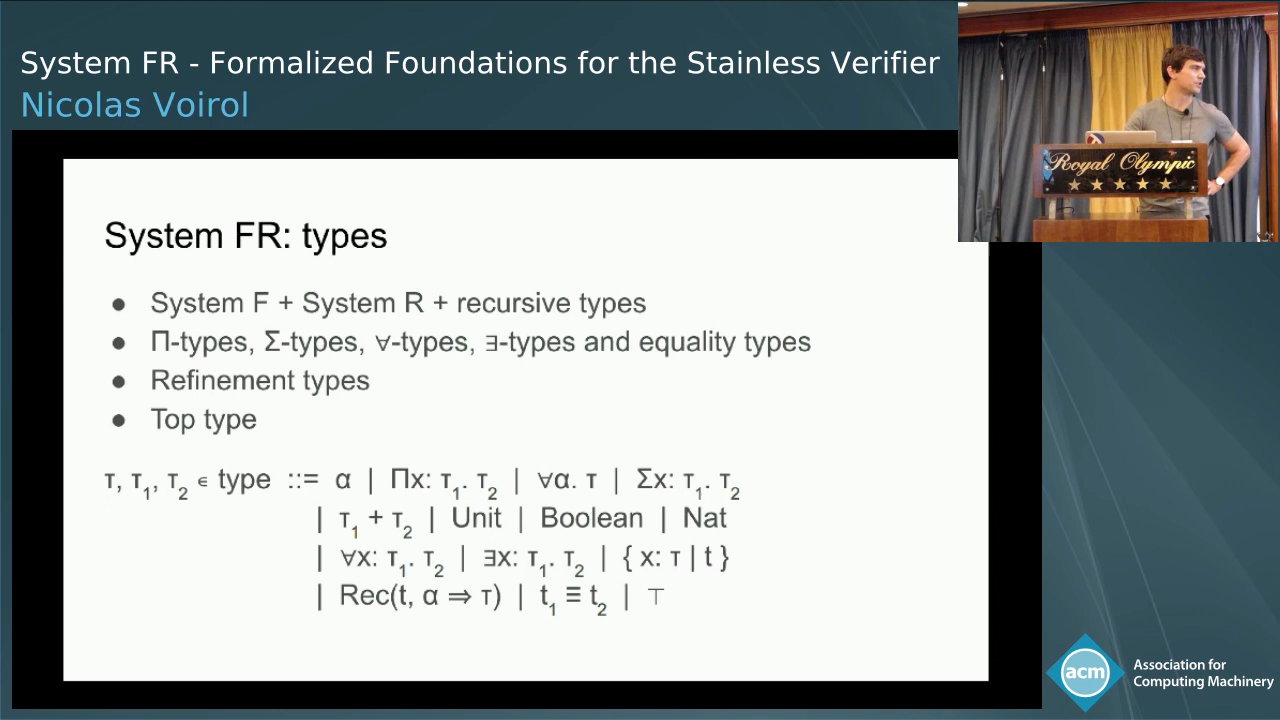 System FR - Formalized Foundations for the Stainless Verifier
Nicolas Voirol
Royal Olympic
System FR: types
● System F + System R + recursive types
● Π-types, Σ-types, ∀-types, ∃-types and equality types
● Refinement types
● Top type
τ, τ₁, τ₂ ∊ type ::= α | Πx: τ₁. τ₂ | ∀α. τ | Σx: τ₁. τ₂
| τ₁ + τ₂ | Unit | Boolean | Nat
| ∀x: τ₁. τ₂ | ∃x: τ₁. τ₂ | { x: τ | t }
| Rec(t, α ⇒ τ) | t₁ ≡ t₂ | ⊤
acm
Association for
Computing Machinery